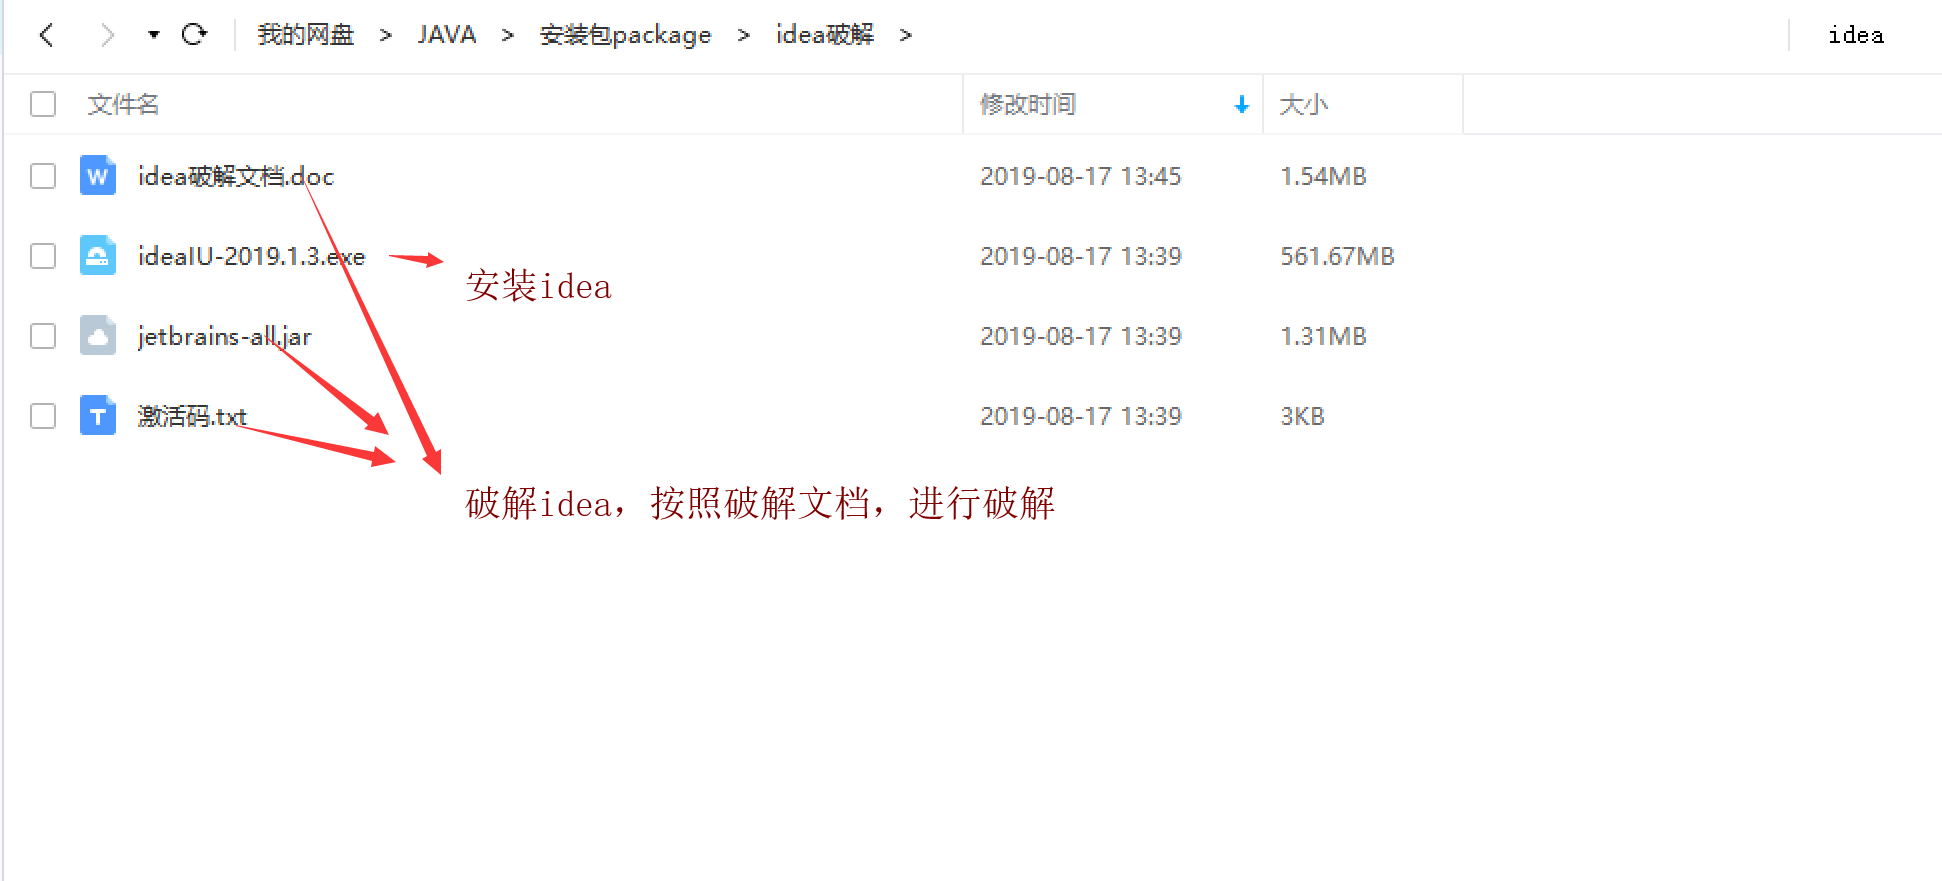 我的网盘 > JAVA > 安装包package > idea破解 > idea
文件名 修改时间 大小
idea破解文档.doc 2019-08-17 13:45 1.54MB
ideaIU-2019.1.3.exe 2019-08-17 13:39 561.67MB
安装idea
jetbrains-all.jar 2019-08-17 13:39 1.31MB
激活码.txt 2019-08-17 13:39 3KB
破解idea，按照破解文档，进行破解